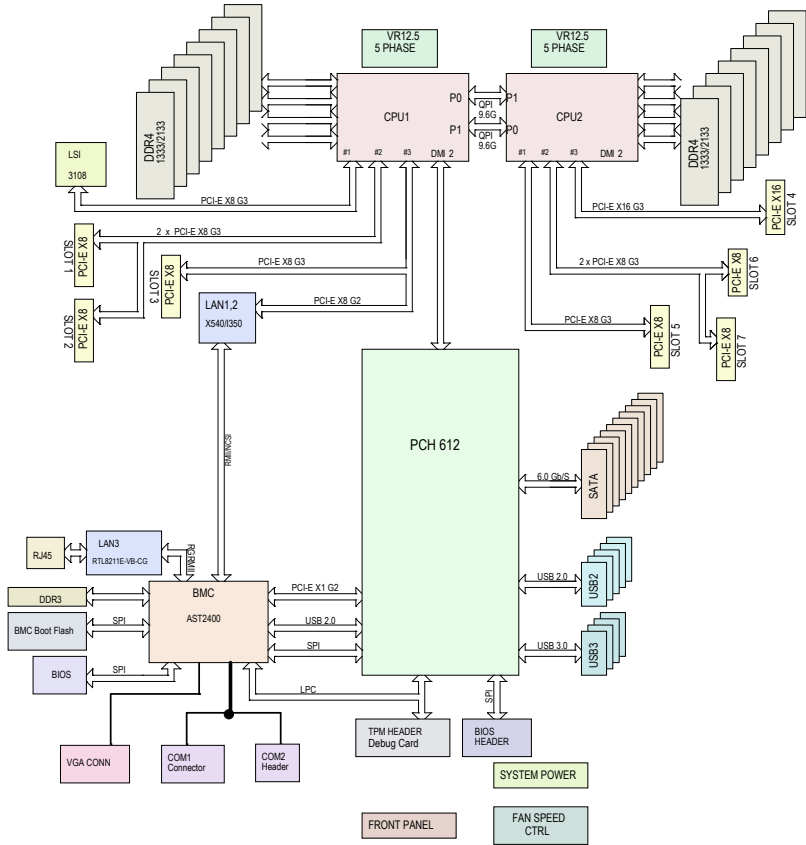 VR12.5
5 PHASE
VR12.5
5 PHASE
DDR4
1333/2133
CPU1
P0
P1
#1
#2
#3
DMI 2
QPI
9.6G
QPI
9.6G
P1
P0
CPU2
#1
#2
#3
DMI 2
DDR4
1333/2133
LSI
3108
PCI-E X8 G3
PCI-E X16 G3
PCI-E X16
SLOT 4
2 x PCI-E X8 G3
PCI-E X8
SLOT 1
PCI-E X8
SLOT 2
PCI-E X8 G3
PCI-E X8
SLOT 3
2 x PCI-E X8 G3
PCI-E X8
SLOT 6
PCI-E X8
SLOT 7
LAN1,2
X540/I350
PCI-E X8 G2
PCI-E X8 G3
PCI-E X8
SLOT 5
PCH 612
RMII/NCSI
6.0 Gb/S
SATA
LAN3
RTL8211E-VB-CG
RJ45
RGRMII
BMC
AST2400
DDR3
BMC Boot Flash
SPI
BIOS
SPI
PCI-E X1 G2
USB 2.0
SPI
USB 2.0
USB2
USB 3.0
USB3
LPC
SPI
VGA CONN
COM1
Connector
COM2
Header
TPM HEADER
Debug Card
BIOS
HEADER
SYSTEM POWER
FRONT PANEL
FAN SPEED
CTRL